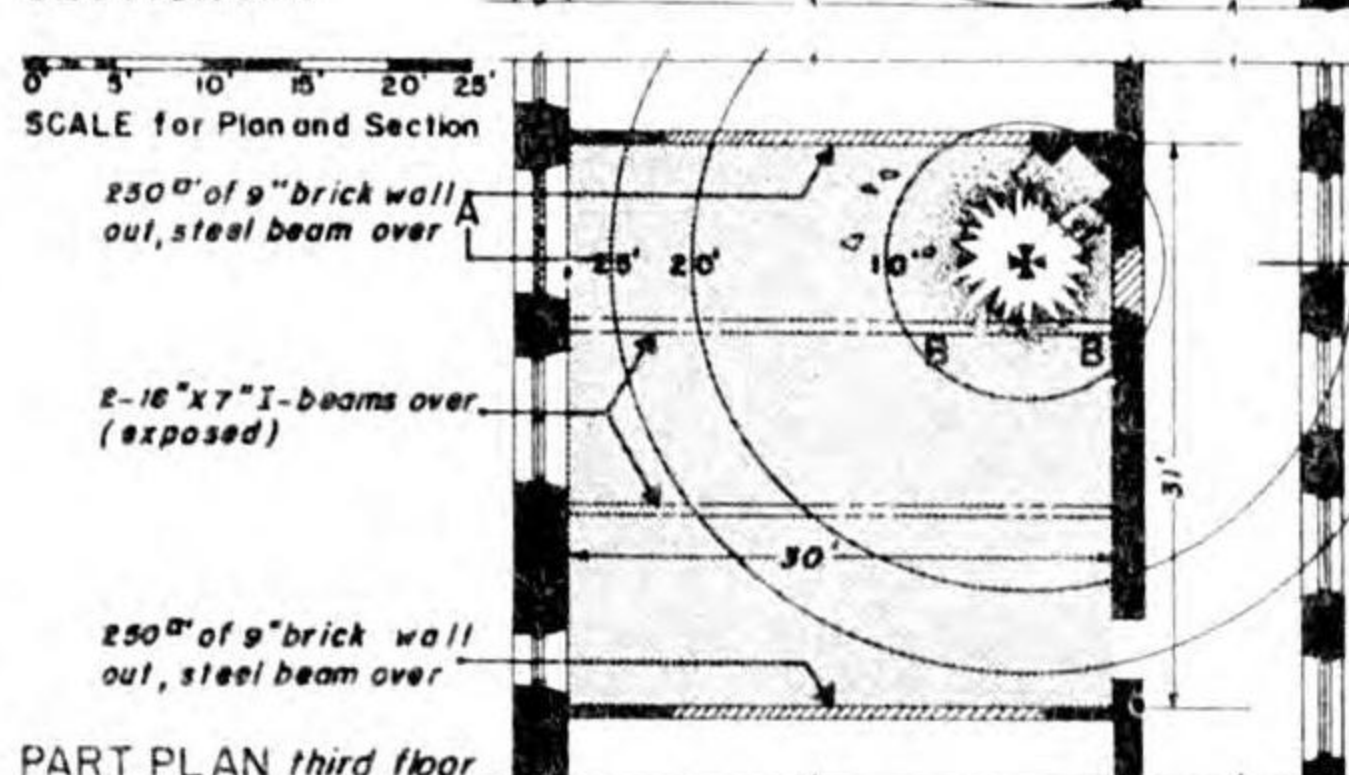 0' 5' 10' 15' 20' 25'
SCALE for Plan and Section
250 □' of 9" brick wall
out, steel beam over
A
25' 20' 10'
B B
2-18" x 7" I-beams over
(exposed)
31'
30'
250 □' of 9" brick wall
out, steel beam over
PART PLAN third floor